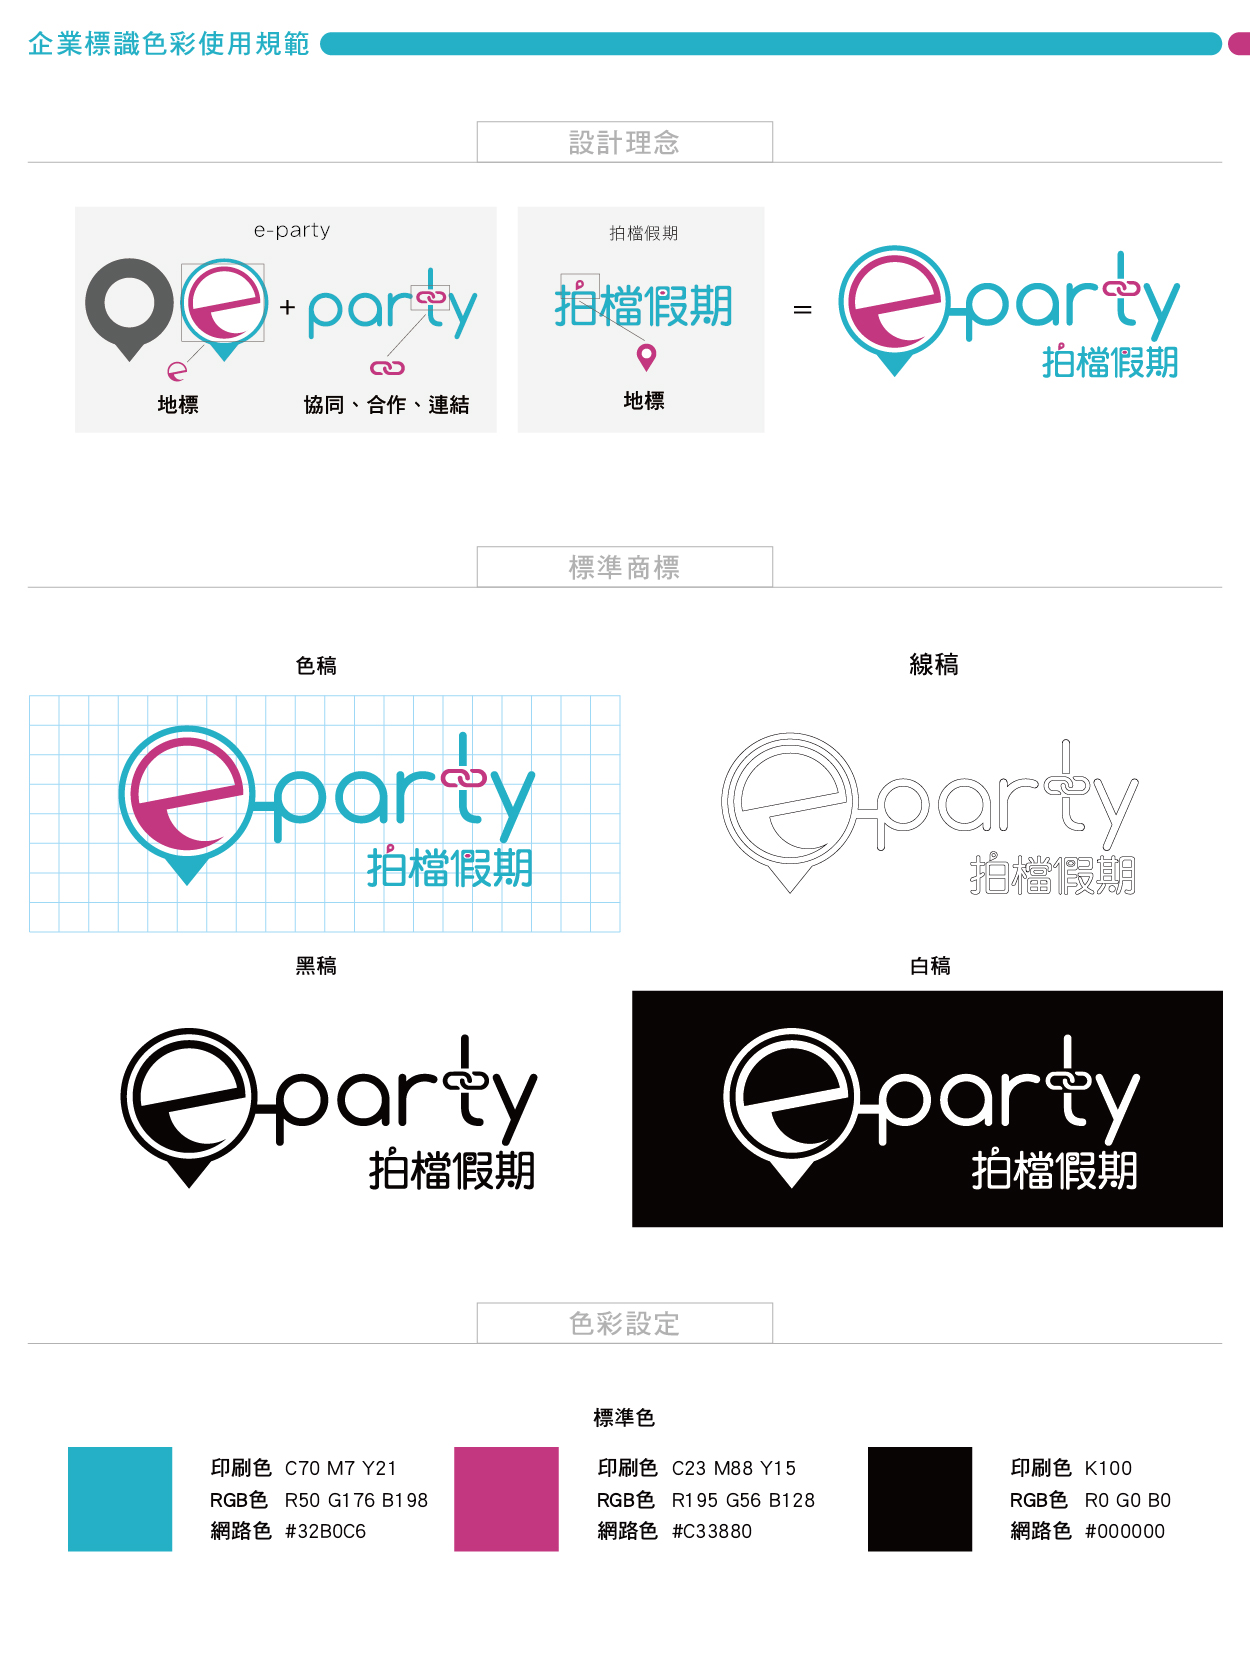 企業標識色彩使用規範
設計理念
e-party
拍檔假期
e
+
party
拍檔假期
=
e-party
拍檔假期
e
地標
協同、合作、連結
地標
標準商標
色稿
線稿
e-party
拍檔假期
e-party
拍檔假期
黑稿
白稿
e-party
拍檔假期
e-party
拍檔假期
色彩設定
標準色
印刷色 C70 M7 Y21
RGB色 R50 G176 B198
網路色 #32B0C6
印刷色 C23 M88 Y15
RGB色 R195 G56 B128
網路色 #C33880
印刷色 K100
RGB色 R0 G0 B0
網路色 #000000